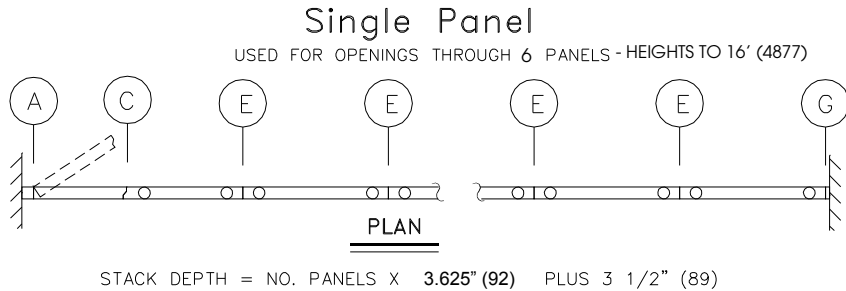 Single Panel
USED FOR OPENINGS THROUGH 6 PANELS - HEIGHTS TO 16' (4877)
A C E E E E G
PLAN
STACK DEPTH = NO. PANELS X 3.625" (92) PLUS 3 1/2" (89)